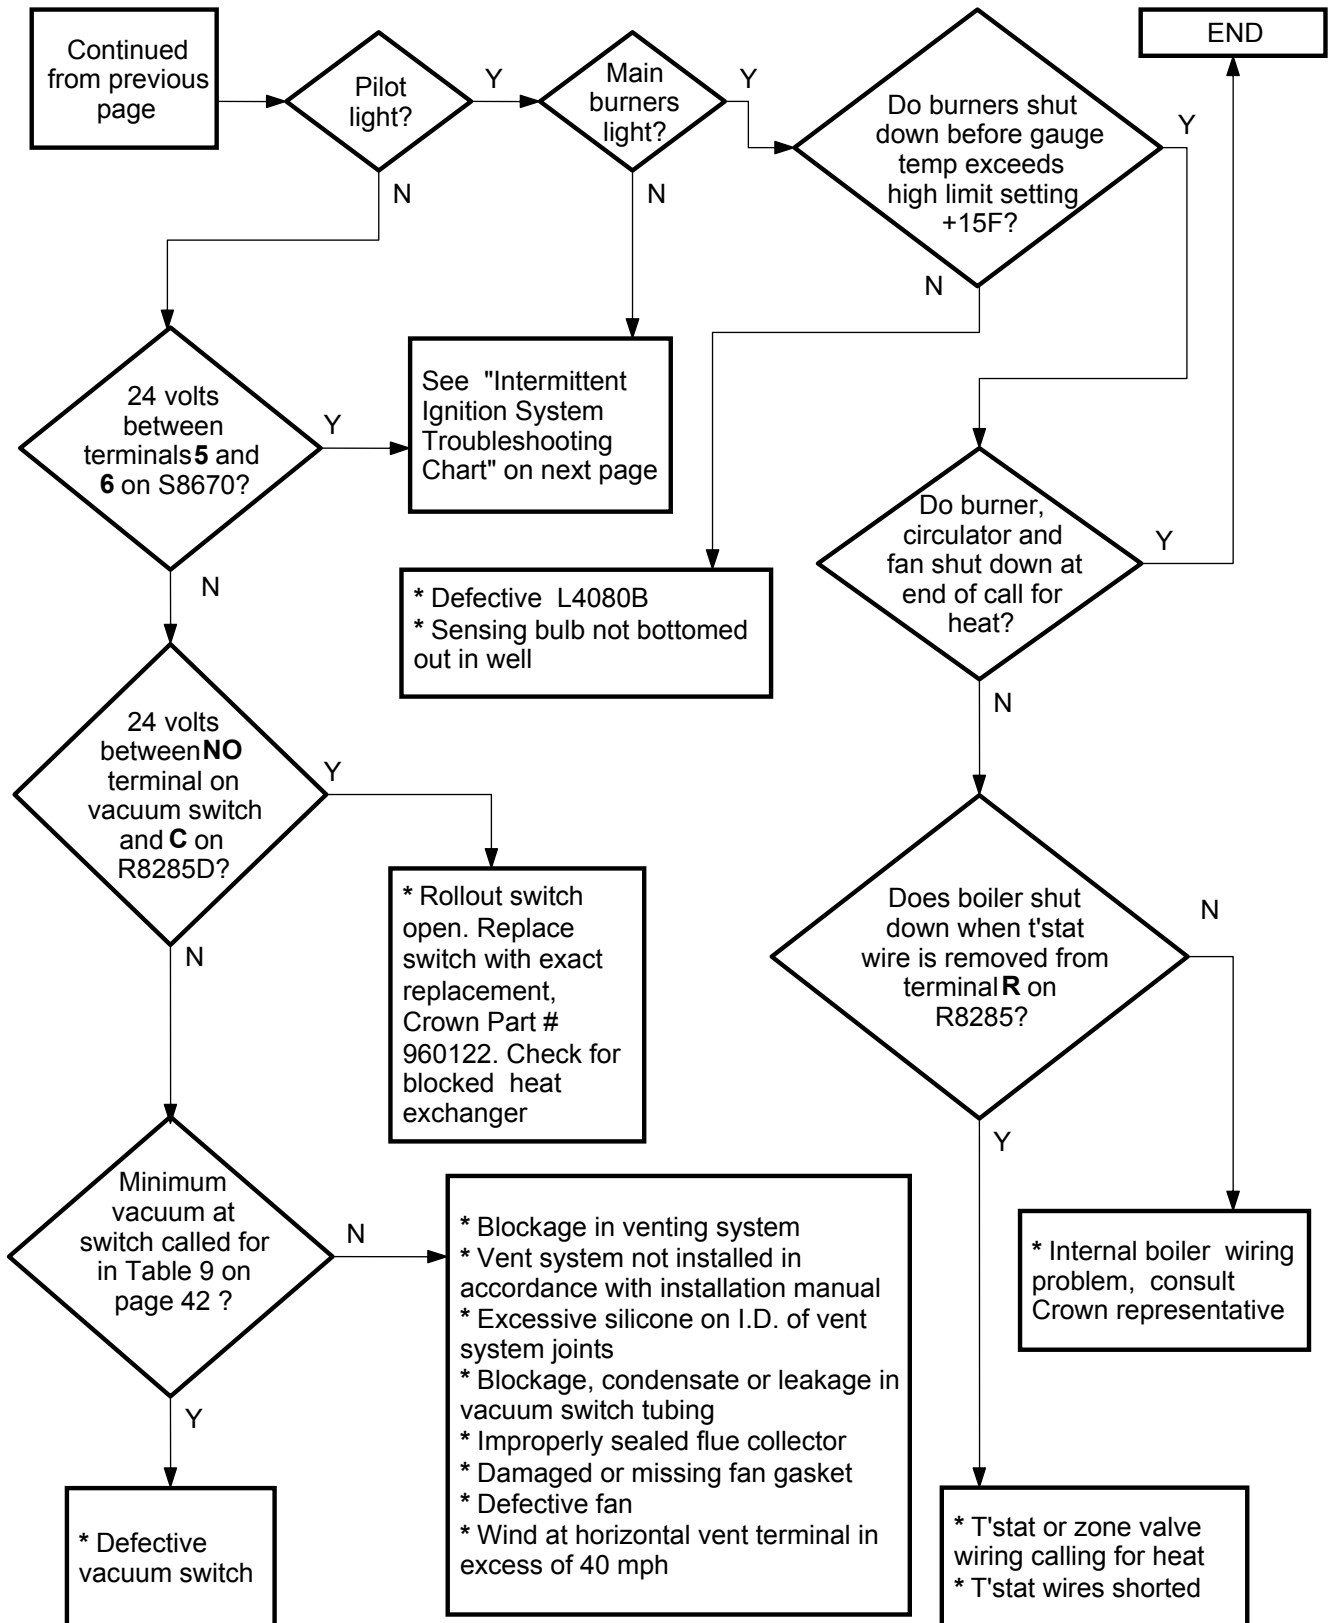 Continued
from previous
page
Pilot
light?
Y
N
Main
burners
light?
Y
N
Do burners shut
down before gauge
temp exceeds
high limit setting
+15F?
Y
N
END
24 volts
between
terminals 5 and
6 on S8670?
Y
N
See "Intermittent
Ignition System
Troubleshooting
Chart" on next page
* Defective L4080B
* Sensing bulb not bottomed
out in well
Do burner,
circulator and
fan shut down at
end of call for
heat?
Y
N
24 volts
between NO
terminal on
vacuum switch
and C on
R8285D?
Y
N
* Rollout switch
open. Replace
switch with exact
replacement,
Crown Part #
960122. Check for
blocked heat
exchanger
Does boiler shut
down when t'stat
wire is removed from
terminal R on
R8285?
N
Y
Minimum
vacuum at
switch called for
in Table 9 on
page 42 ?
N
Y
* Blockage in venting system
* Vent system not installed in
accordance with installation manual
* Excessive silicone on I.D. of vent
system joints
* Blockage, condensate or leakage in
vacuum switch tubing
* Improperly sealed flue collector
* Damaged or missing fan gasket
* Defective fan
* Wind at horizontal vent terminal in
excess of 40 mph
* Internal boiler wiring
problem, consult
Crown representative
* Defective
vacuum switch
* T'stat or zone valve
wiring calling for heat
* T'stat wires shorted